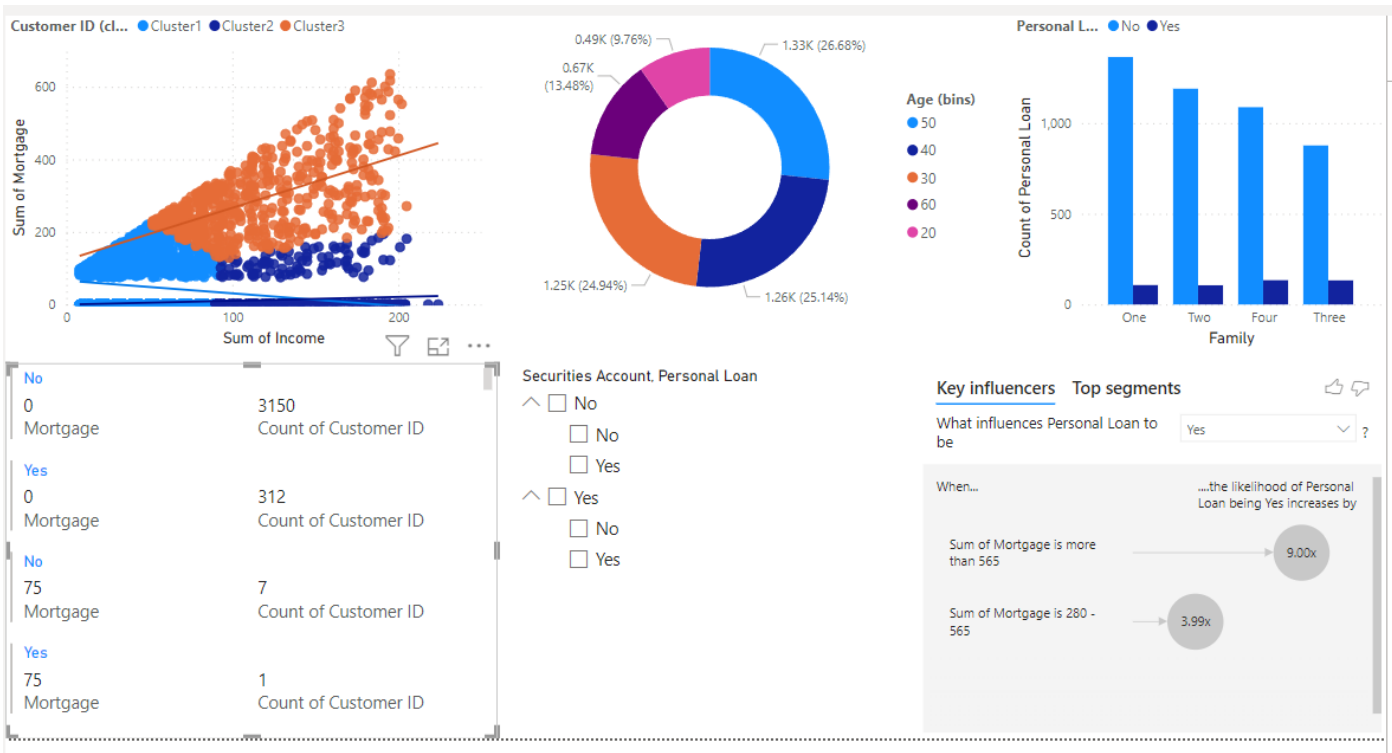 Customer ID (cl... Cluster1 Cluster2 Cluster3
Sum of Mortgage
600
400
200
0
0 100 200
Sum of Income
0.49K (9.76%)
1.33K (26.68%)
0.67K
(13.48%)
1.25K (24.94%)
1.26K (25.14%)
Age (bins)
50
40
30
60
20
Personal L... No Yes
Count of Personal Loan
1,000
500
0
One Two Four Three
Family
No
0 3150
Mortgage Count of Customer ID
Yes
0 312
Mortgage Count of Customer ID
No
75 7
Mortgage Count of Customer ID
Yes
75 1
Mortgage Count of Customer ID
Securities Account, Personal Loan
No
No
Yes
Yes
No
Yes
Key influencers Top segments
What influences Personal Loan to
be
Yes
?
When...
....the likelihood of Personal
Loan being Yes increases by
Sum of Mortgage is more
than 565
9.00x
Sum of Mortgage is 280 -
565
3.99x